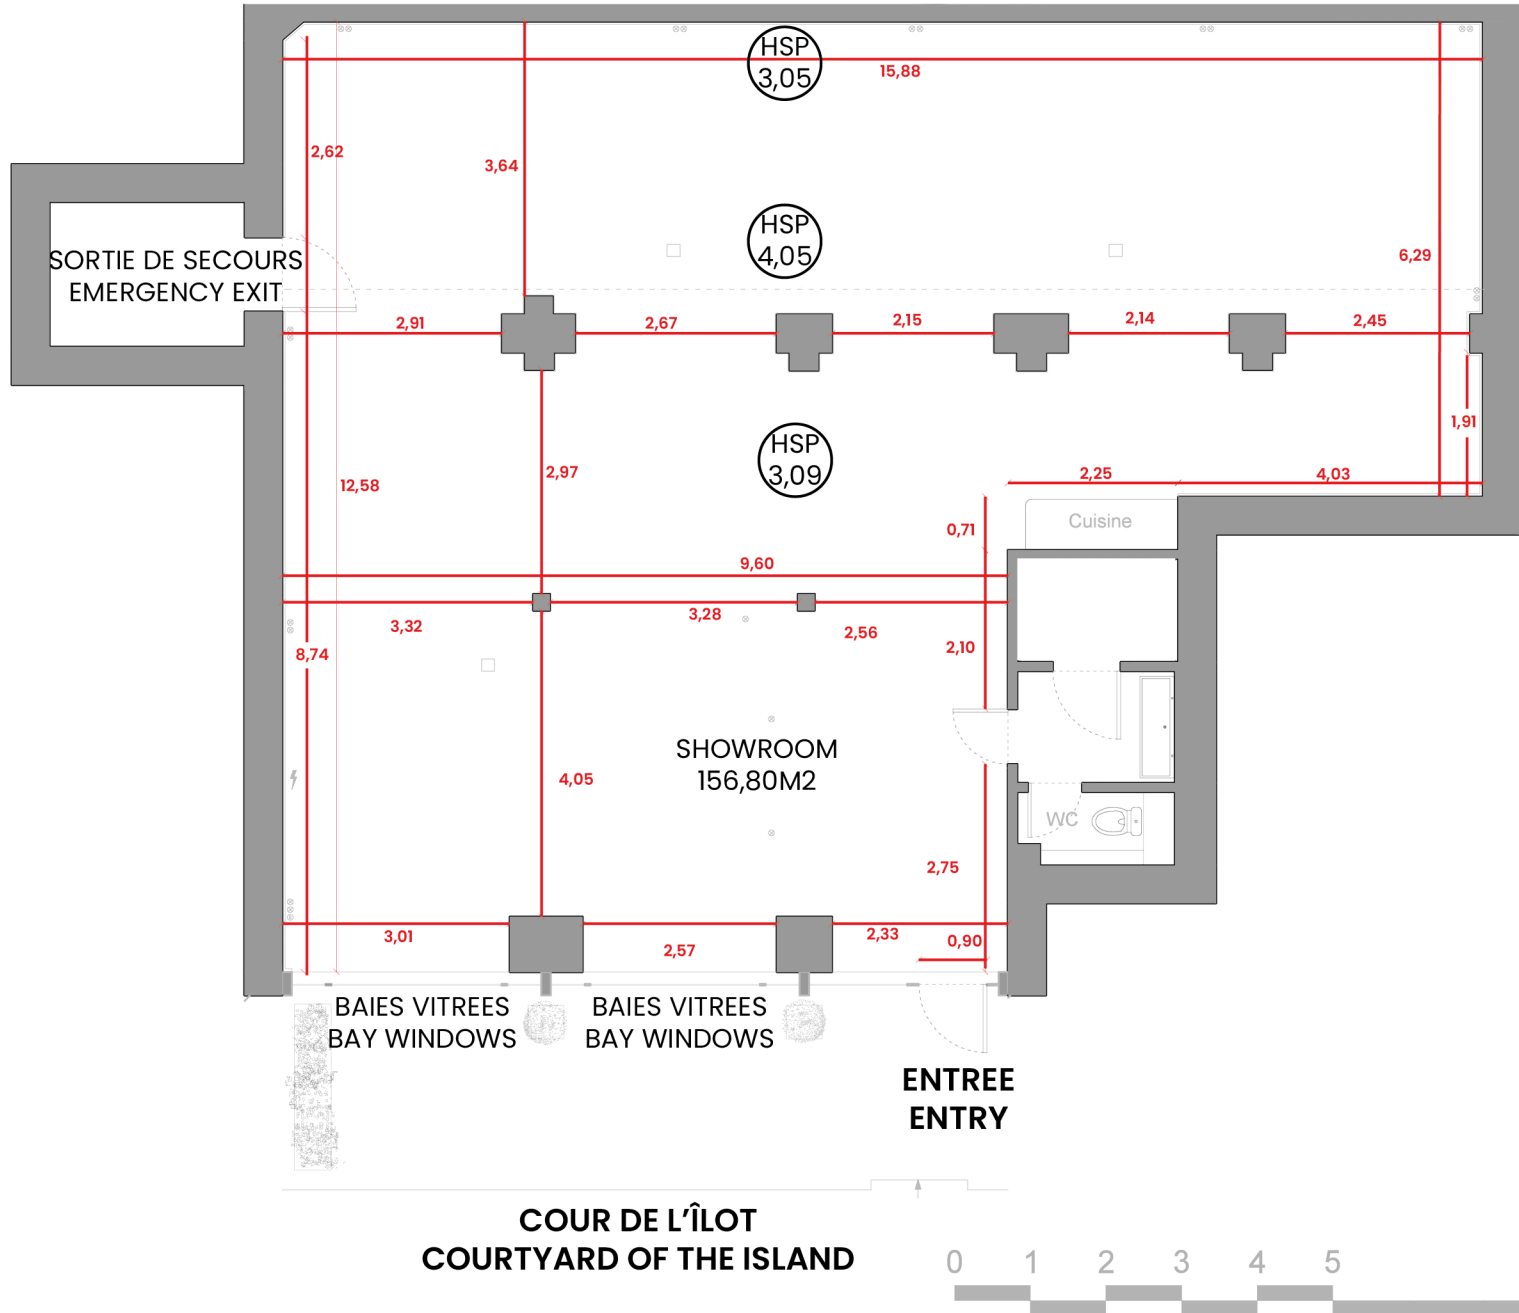 HSP
3,05
15,88
2,62
3,64
HSP
4,05
6,29
SORTIE DE SECOURS
EMERGENCY EXIT
2,91
2,67
2,15
2,14
2,45
1,91
HSP
3,09
2,97
12,58
2,25
4,03
Cuisine
0,71
9,60
3,32
3,28
2,56
2,10
8,74
SHOWROOM
156,80M2
4,05
WC
2,75
3,01
2,57
2,33
0,90
BAIES VITREES
BAY WINDOWS
BAIES VITREES
BAY WINDOWS
ENTREE
ENTRY
COUR DE L’ÎLOT
COURTYARD OF THE ISLAND
0 1 2 3 4 5